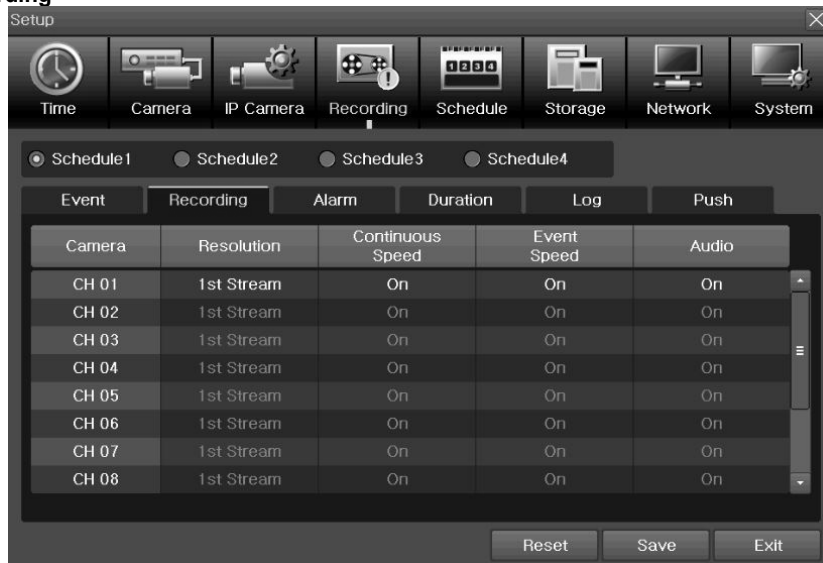 Setup
1 2 3 4
Time Camera IP Camera Recording Schedule Storage Network System
Schedule1 Schedule2 Schedule3 Schedule4
Event Recording Alarm Duration Log Push
Camera Resolution Continuous Speed Event Speed Audio
CH 01 1st Stream On On On
CH 02 1st Stream On On On
CH 03 1st Stream On On On
CH 04 1st Stream On On On
CH 05 1st Stream On On On
CH 06 1st Stream On On On
CH 07 1st Stream On On On
CH 08 1st Stream On On On
Reset Save Exit